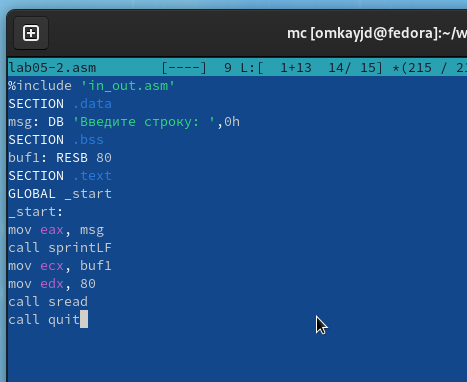 mc [omkayjd@fedora]:~/w
lab05-2.asm [----] 9 L:[ 1+13 14/ 15] *(215 / 21
%include 'in_out.asm'
SECTION .data
msg: DB 'Введите строку: ',0h
SECTION .bss
buf1: RESB 80
SECTION .text
GLOBAL _start
_start:
mov eax, msg
call sprintLF
mov ecx, buf1
mov edx, 80
call sread
call quit